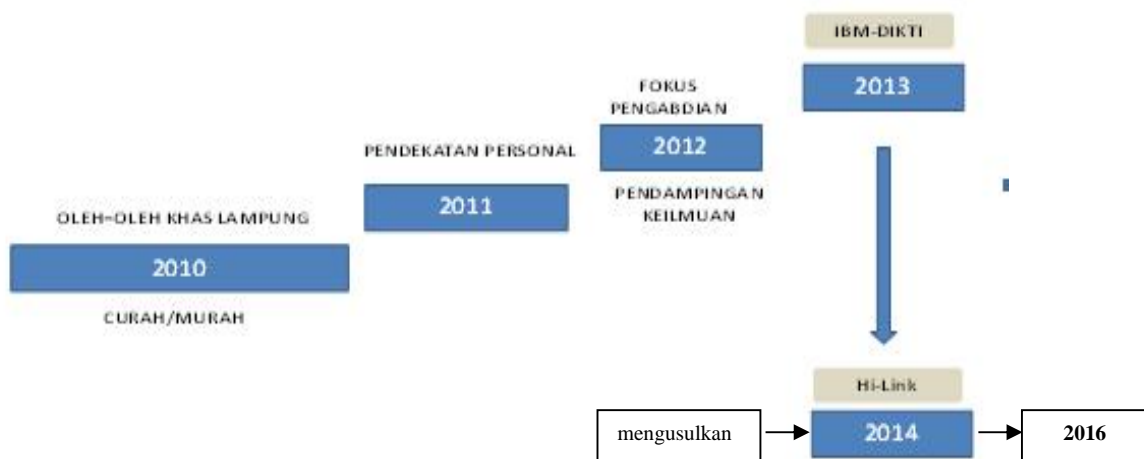 OLEH-OLEH KHAS LAMPUNG
2010
CURAH/MURAH
PENDEKATAN PERSONAL
2011
FOKUS
PENGABDIAN
2012
PENDAMPINGAN
KEILMUAN
IBM-DIKTI
2013
Hi-Link
mengusulkan
2014
2016